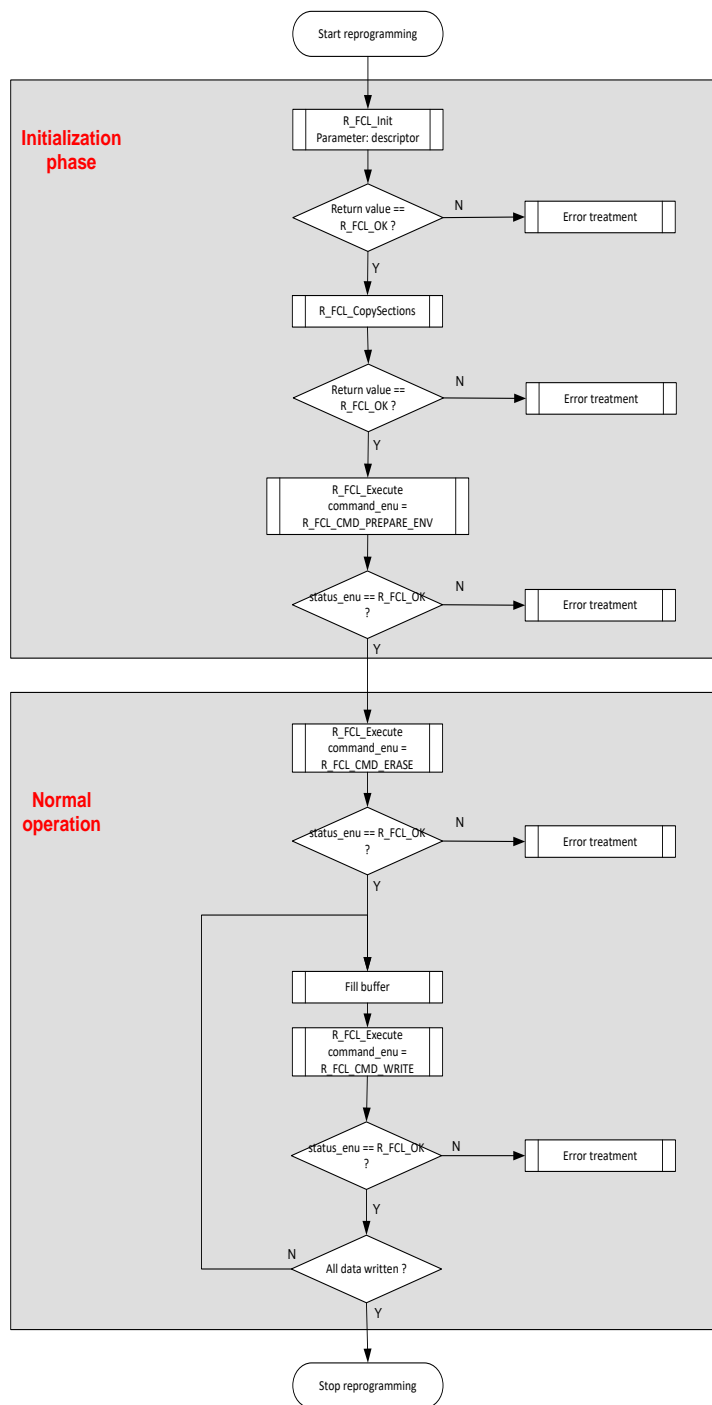 Start reprogramming
Initialization
phase
R_FCL_Init
Parameter: descriptor
Return value ==
R_FCL_OK ?
N
Error treatment
Y
R_FCL_CopySections
Return value ==
R_FCL_OK ?
N
Error treatment
Y
R_FCL_Execute
command_enu =
R_FCL_CMD_PREPARE_ENV
status_enu == R_FCL_OK
?
N
Error treatment
Y
Normal
operation
R_FCL_Execute
command_enu =
R_FCL_CMD_ERASE
status_enu == R_FCL_OK
?
N
Error treatment
Y
Fill buffer
R_FCL_Execute
command_enu =
R_FCL_CMD_WRITE
status_enu == R_FCL_OK
?
N
Error treatment
Y
N
All data written ?
Y
Stop reprogramming